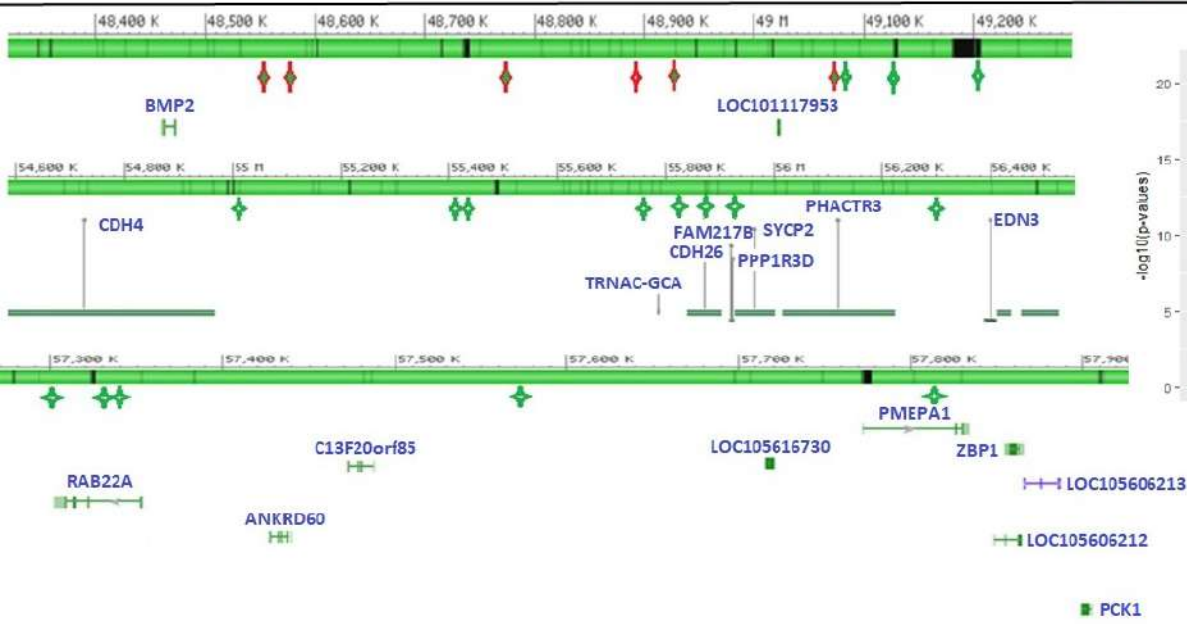 48,400 K 48,500 K 48,600 K 48,700 K 48,800 K 48,900 K 49 M 49,100 K 49,200 K
BMP2 LOC101117953
54,600 K 54,800 K 55 M 55,200 K 55,400 K 55,600 K 55,800 K 56 M 56,200 K 56,400 K
PHACTR3
CDH4 FAM217B SYCP2 EDN3
CDH26 PPP1R3D
TRNAC-GCA
57,300 K 57,400 K 57,500 K 57,600 K 57,700 K 57,800 K 57,900
PMEPA1
C13F20orf85 LOC105616730 ZBP1
RAB22A LOC105606213
ANKRD60
LOC105606212
PCK1
-log10(p-values)
20
15
10
5
0